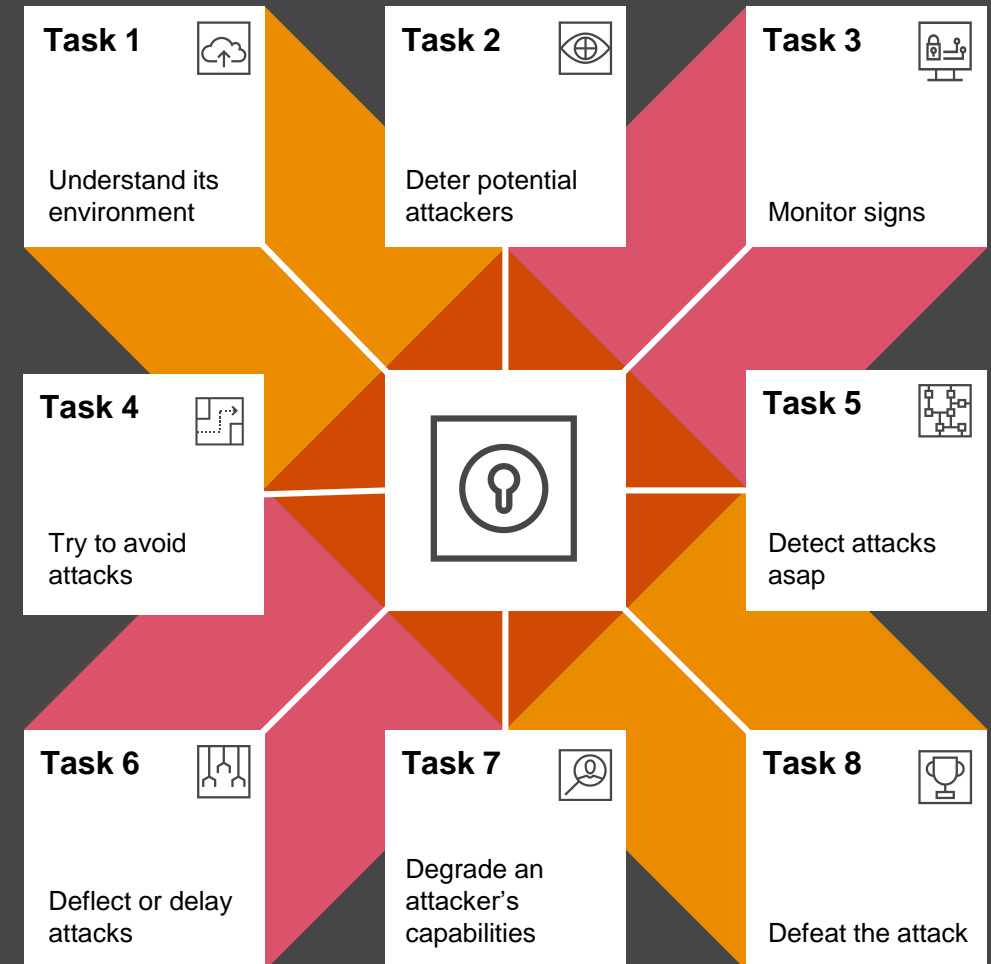 Task 1
Understand its
environment
Task 2
Deter potential
attackers
Task 3
Monitor signs
Task 4
Try to avoid
attacks
Task 5
Detect attacks
asap
Task 6
Deflect or delay
attacks
Task 7
Degrade an
attacker’s
capabilities
Task 8
Defeat the attack